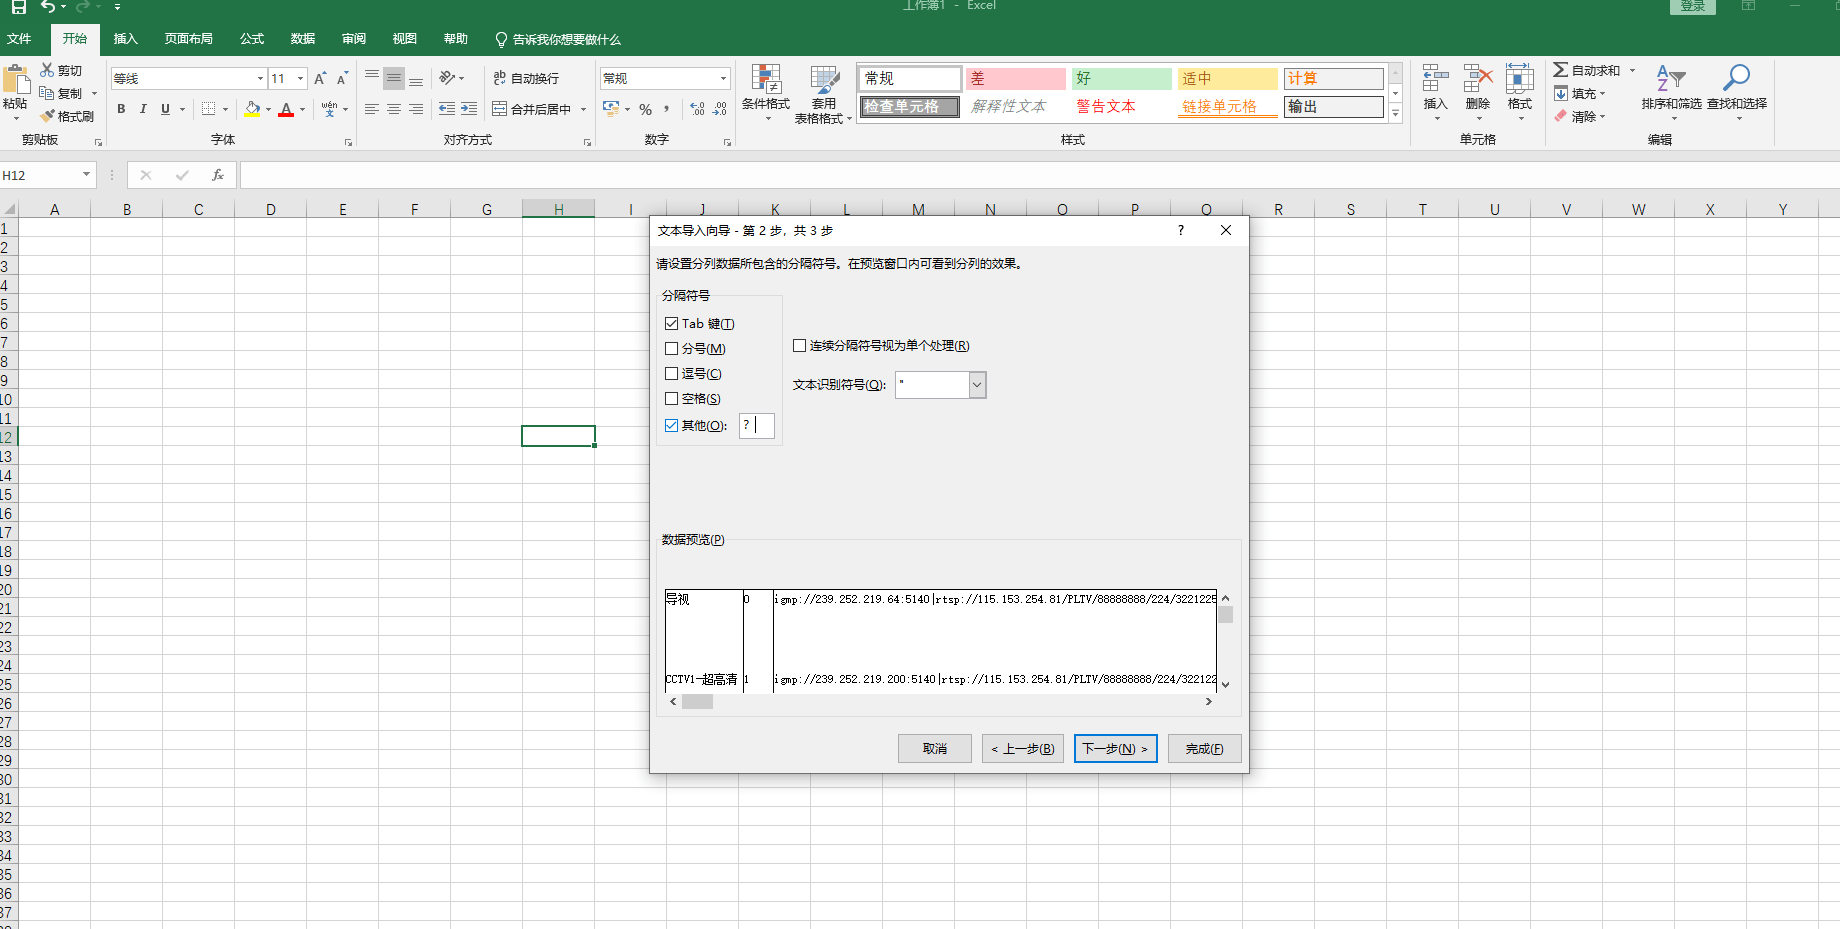 工作簿1 - Excel
登录
文件 开始 插入 页面布局 公式 数据 审阅 视图 帮助 告诉我你想要做什么
粘贴
剪切
复制
格式刷
剪贴板
等线 11
B I U
wén 变
字体
ab 自动换行
合并后居中
对齐方式
常规
数字
条件格式
套用
表格格式
常规 差 好 适中 计算
检查单元格 解释性文本 警告文本 链接单元格 输出
样式
插入 删除 格式
单元格
自动求和
填充
清除
排序和筛选 查找和选择
编辑
H12 fx
A B C D E F G H I J K L M N O P Q R S T U V W X Y
1
2
3
4
5
6
7
8
9
10
11
12
13
14
15
16
17
18
19
20
21
22
23
24
25
26
27
28
29
30
31
32
33
34
35
36
37
文本导入向导 - 第 2 步，共 3 步 ?
请设置分列数据所包含的分隔符号。在预览窗口内可看到分列的效果。
分隔符号
Tab 键(T)
分号(M)
逗号(C)
空格(S)
其他(O): ?
连续分隔符号视为单个处理(R)
文本识别符号(Q): "
数据预览(P)
导视 0 igmp://239.252.219.64:5140|rtsp://115.153.254.81/PLTV/88888888/224/3221225
CCTV1-超高清 1 igmp://239.252.219.200:5140|rtsp://115.153.254.81/PLTV/88888888/224/322122
取消 < 上一步(B) 下一步(N) > 完成(F)